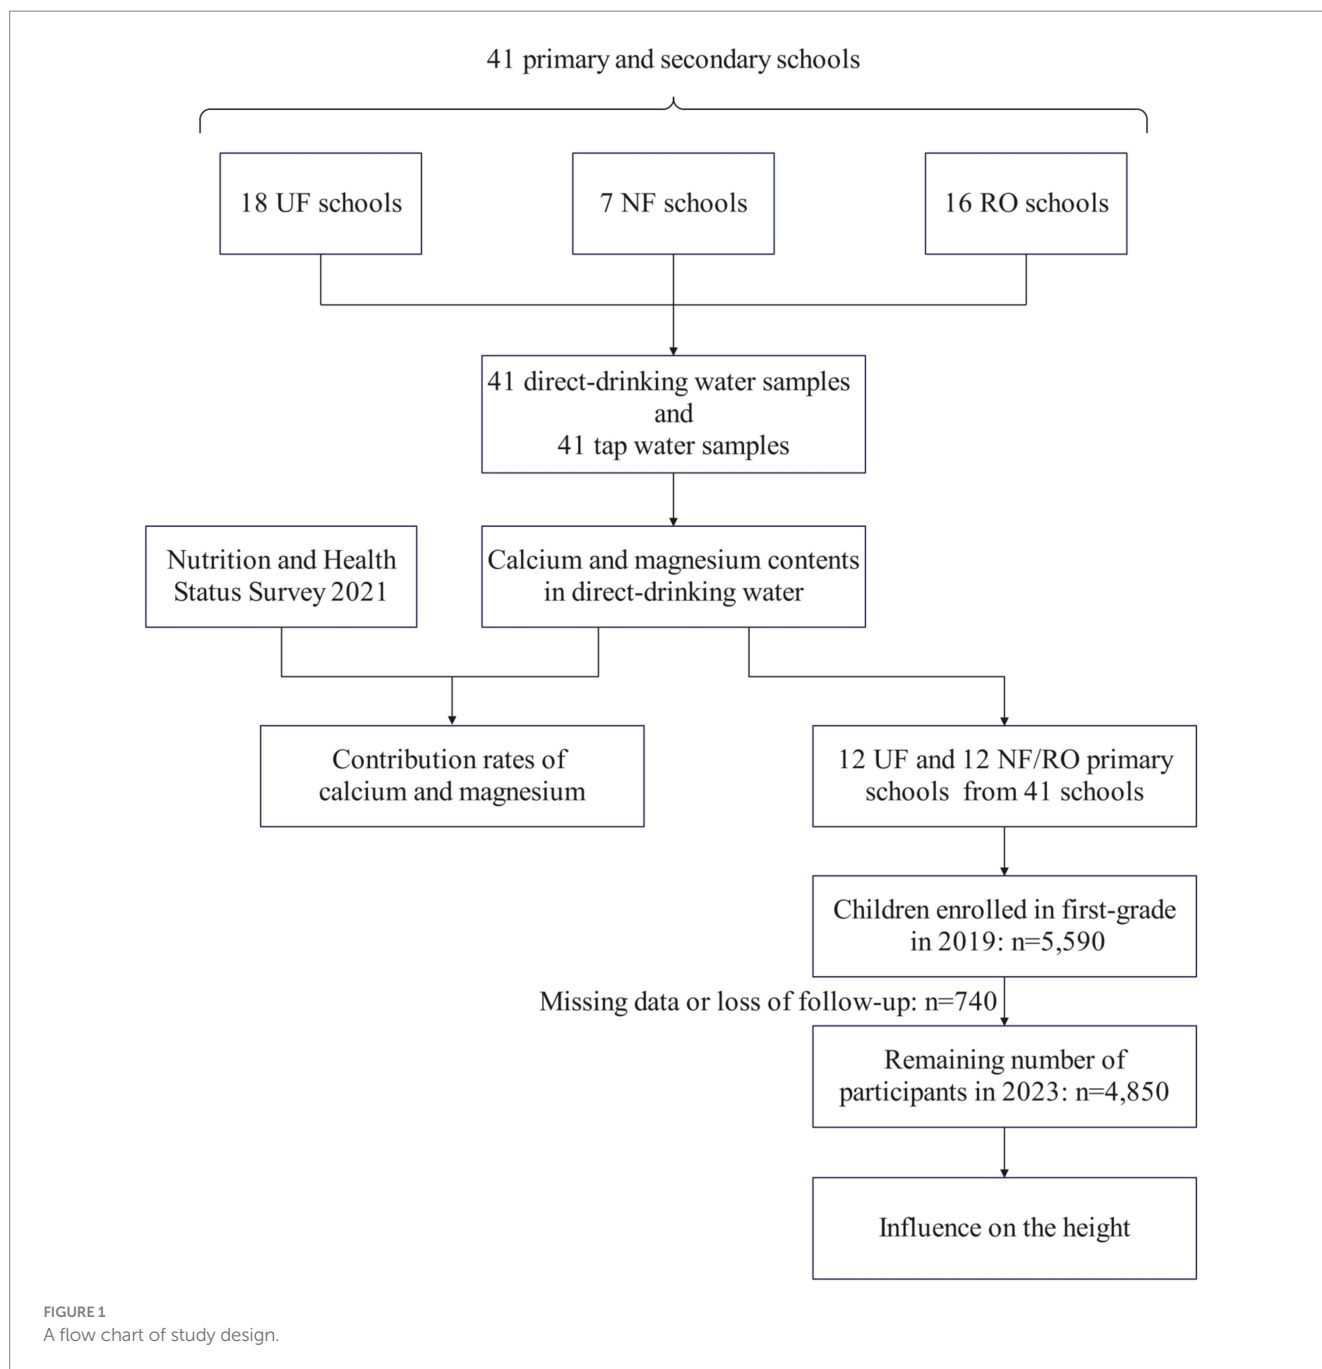 41 primary and secondary schools
18 UF schools
7 NF schools
16 RO schools
41 direct-drinking water samples
and
41 tap water samples
Nutrition and Health
Status Survey 2021
Calcium and magnesium contents
in direct-drinking water
Contribution rates of
calcium and magnesium
12 UF and 12 NF/RO primary
schools from 41 schools
Children enrolled in first-grade
in 2019: n=5,590
Missing data or loss of follow-up: n=740
Remaining number of
participants in 2023: n=4,850
Influence on the height
FIGURE 1
A flow chart of study design.